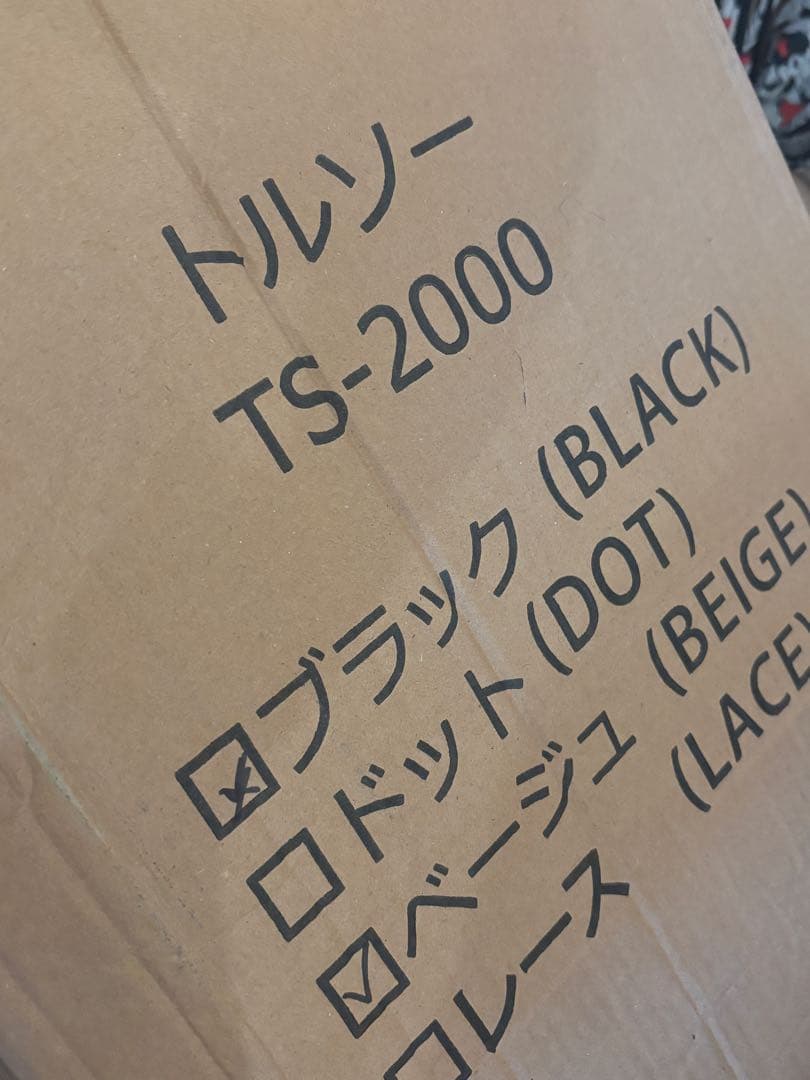 トルソー
TS-2000
☒ブラック (BLACK)
☐ドット (DOT)
☑ベージュ (BEIGE)
☐レース (LACE)